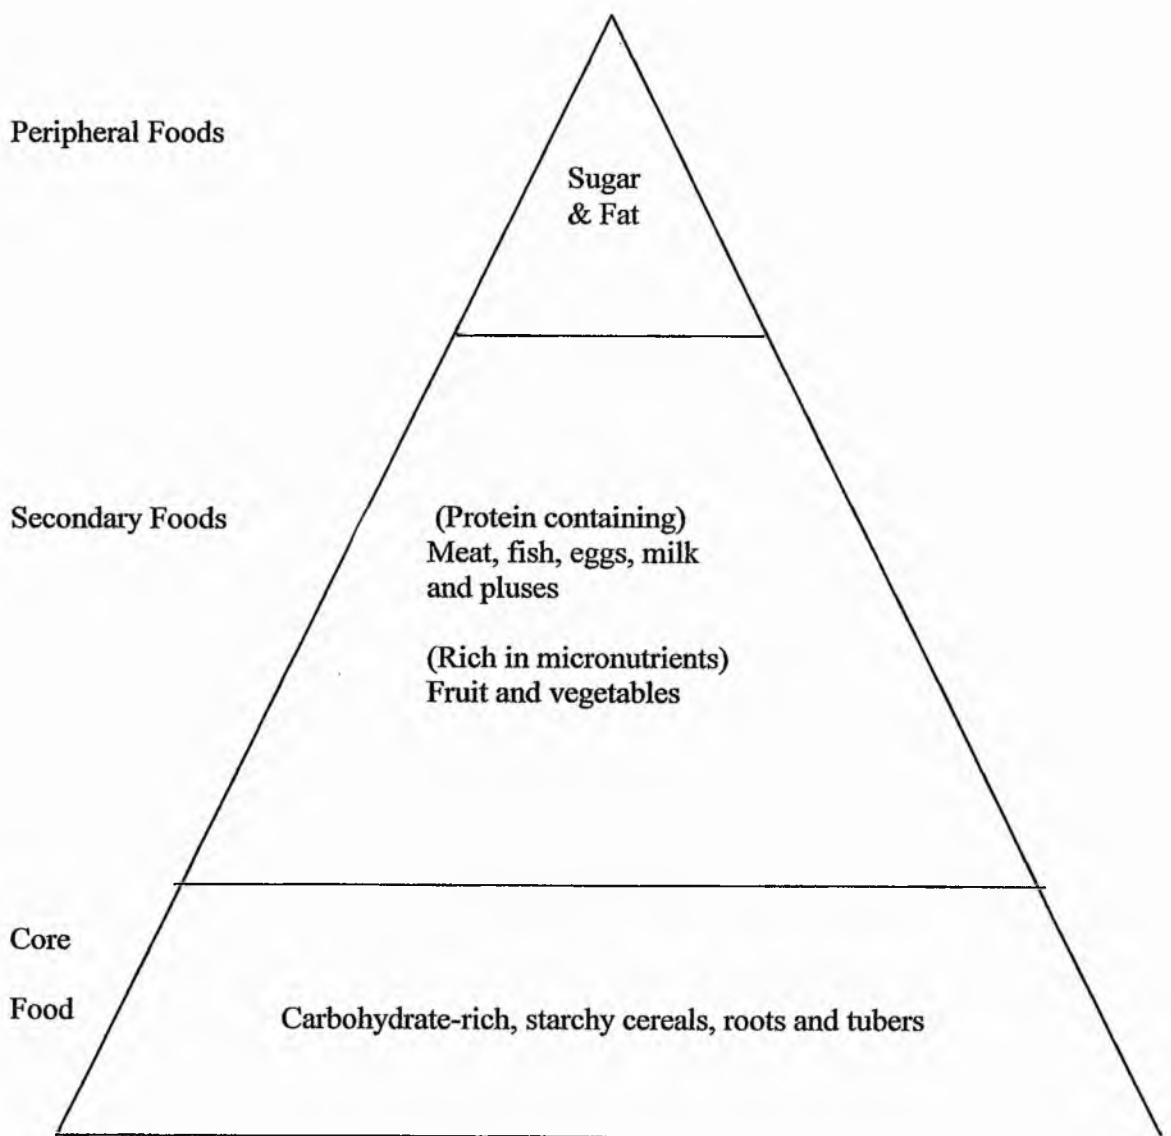 Peripheral Foods
Sugar
& Fat
Secondary Foods
(Protein containing)
Meat, fish, eggs, milk
and pluses
(Rich in micronutrients)
Fruit and vegetables
Core
Food
Carbohydrate-rich, starchy cereals, roots and tubers